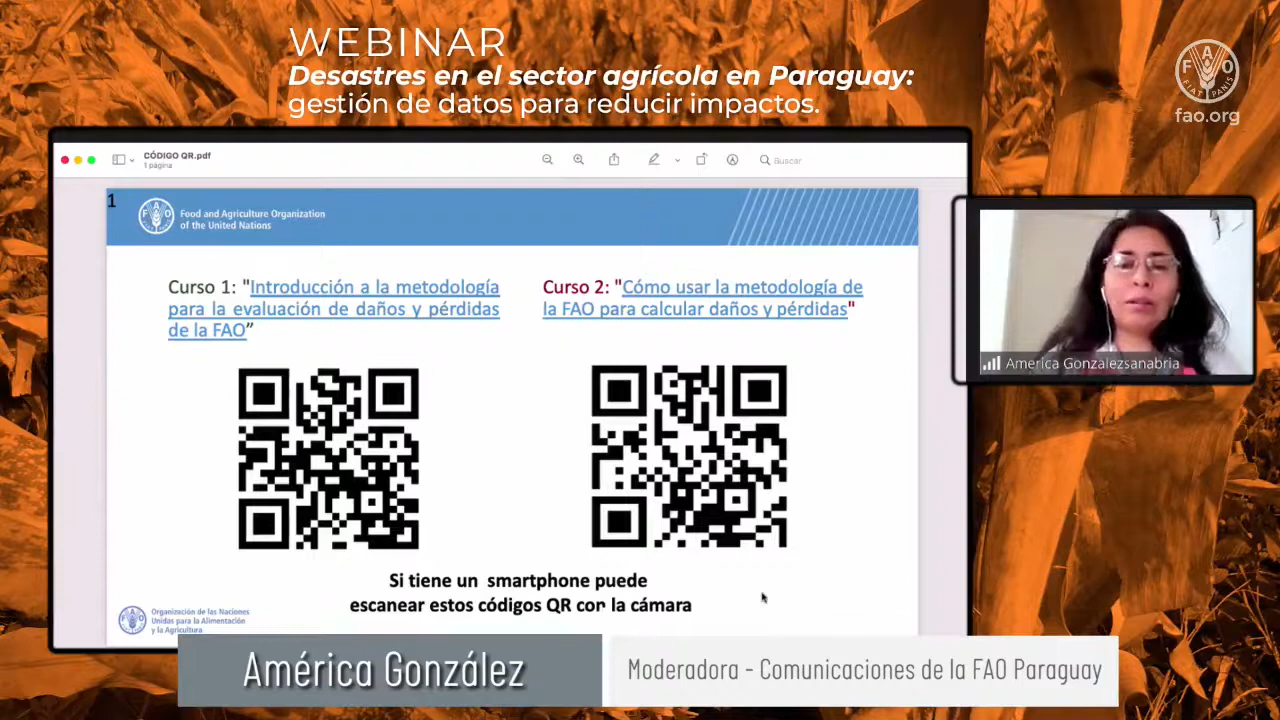 WEBINAR
Desastres en el sector agrícola en Paraguay:
gestión de datos para reducir impactos.
F A O
FIAT PANIS
fao.org
CÓDIGO QR.pdf
1 página
Buscar
1
Food and Agriculture Organization
of the United Nations
Curso 1: "Introducción a la metodología
para la evaluación de daños y pérdidas
de la FAO”
Curso 2: "Cómo usar la metodología de
la FAO para calcular daños y pérdidas"
Si tiene un smartphone puede
escanear estos códigos QR con la cámara
Organización de las Naciones
Unidas para la Alimentación
y la Agricultura
America Gonzalezsanabria
América González
Moderadora - Comunicaciones de la FAO Paraguay